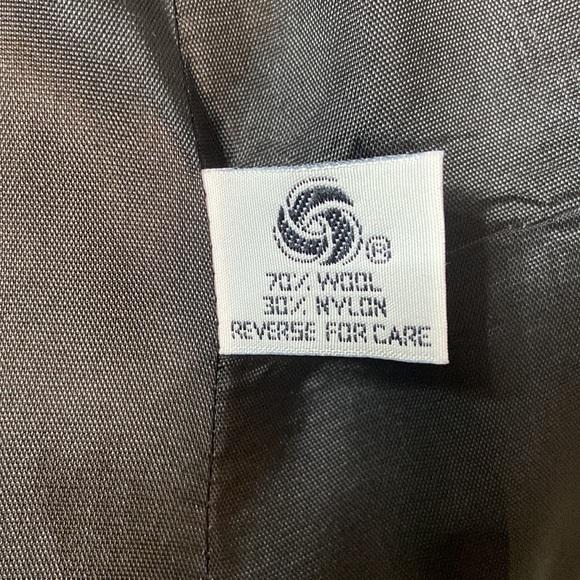 ®
70% WOOL
30% NYLON
REVERSE FOR CARE